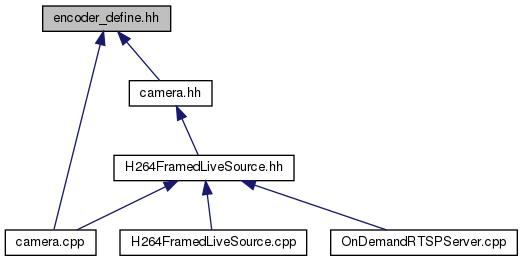 encoder_define.hh
camera.hh
H264FramedLiveSource.hh
camera.cpp
H264FramedLiveSource.cpp
OnDemandRTSPServer.cpp